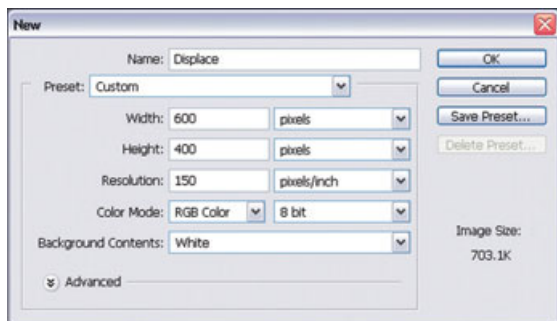 New
Name: Displace
OK
Preset: Custom
Cancel
Width: 600 pixels
Save Preset...
Height: 400 pixels
Delete Preset...
Resolution: 150 pixels/inch
Color Mode: RGB Color 8 bit
Background Contents: White
Image Size:
703.1K
Advanced